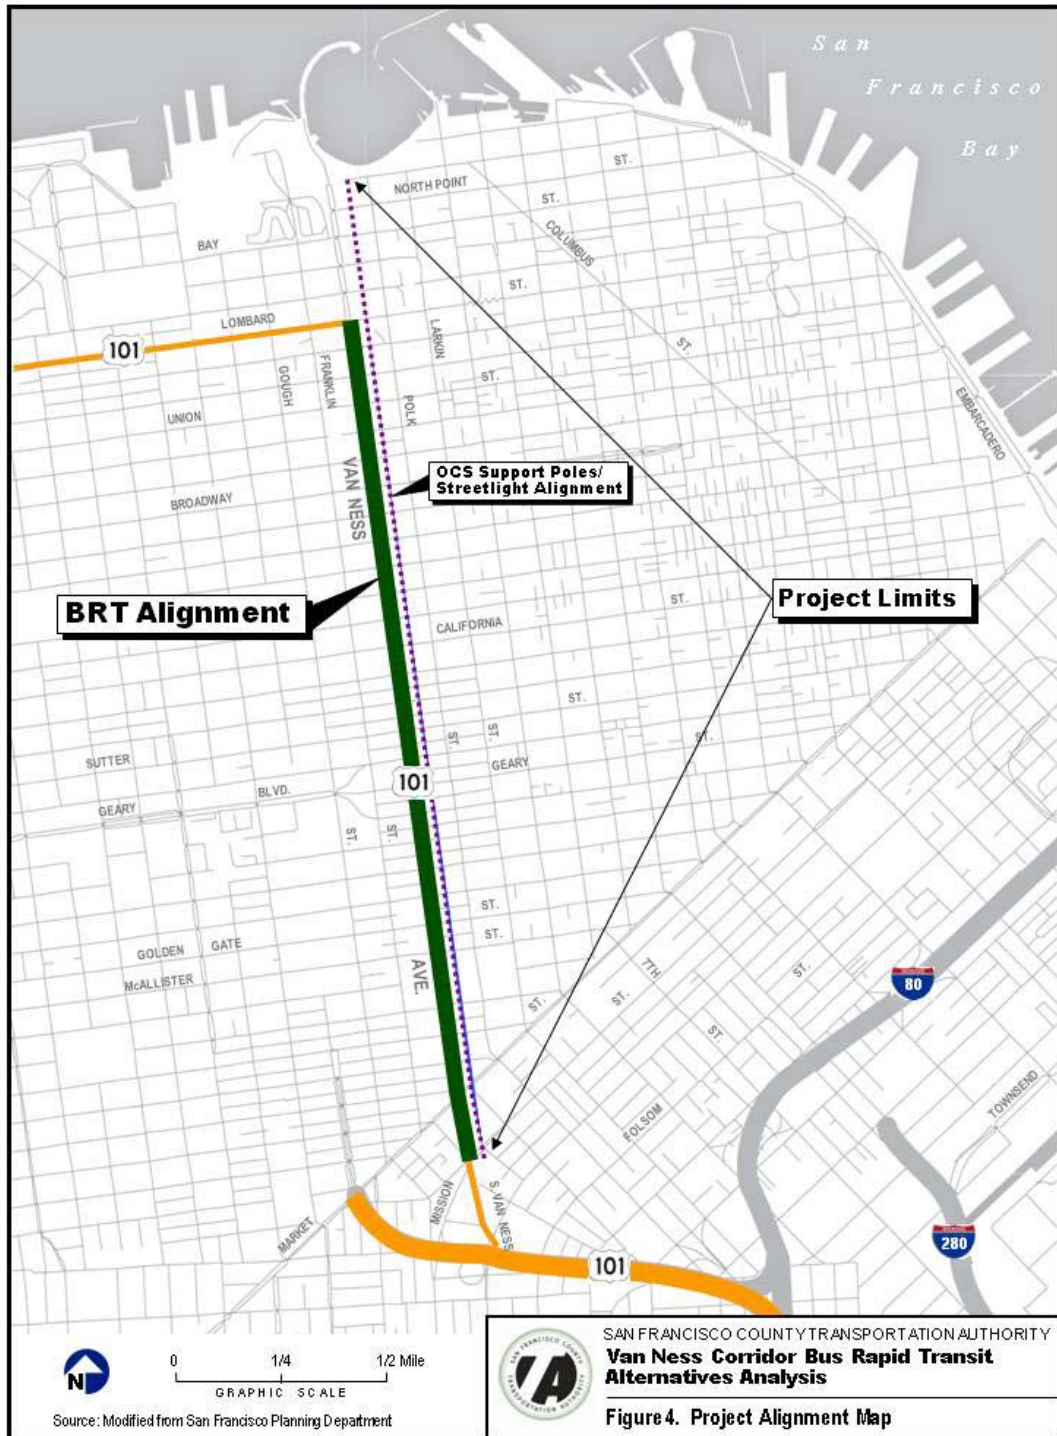 San
Francisco
Bay
ST.
NORTH POINT
ST.
COLUMBUS
BAY
ST.
LOMBARD
101
LARKIN
ST.
FRANKLIN
GOUGH
ST.
EMBARCADERO
POLK
UNION
VAN NESS
OCS Support Poles/
Streetlight Alignment
BROADWAY
BRT Alignment
Project Limits
ST.
CALIFORNIA
ST.
ST.
ST.
ST.
SUTTER
GEARY
101
BLVD.
GEARY
ST.
ST.
ST.
ST.
GOLDEN GATE
McALLISTER
AVE.
7TH
ST.
ST.
ST.
ST.
80
TOWNSEND
FOLSOM
MISSION
S. VAN NESS
MARKET
280
101
N
0 1/4 1/2 Mile
GRAPHIC SCALE
Source: Modified from San Francisco Planning Department
SAN FRANCISCO COUNTY
TRANSPORTATION AUTHORITY
SAN FRANCISCO COUNTY TRANSPORTATION AUTHORITY
Van Ness Corridor Bus Rapid Transit
Alternatives Analysis
Figure 4. Project Alignment Map